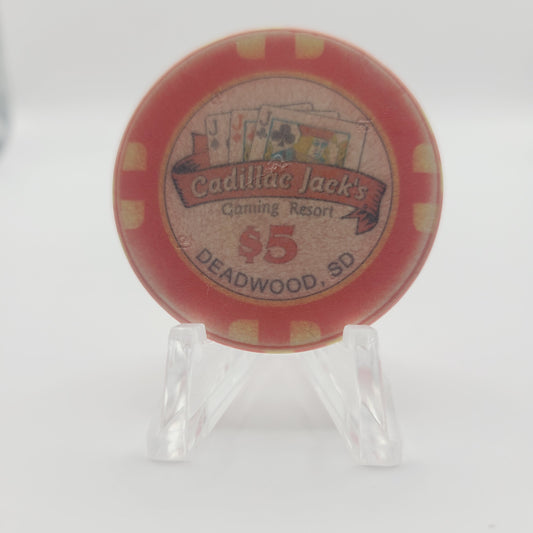 J J J
Cadillac Jack's
Gaming Resort
$5
DEADWOOD, SD